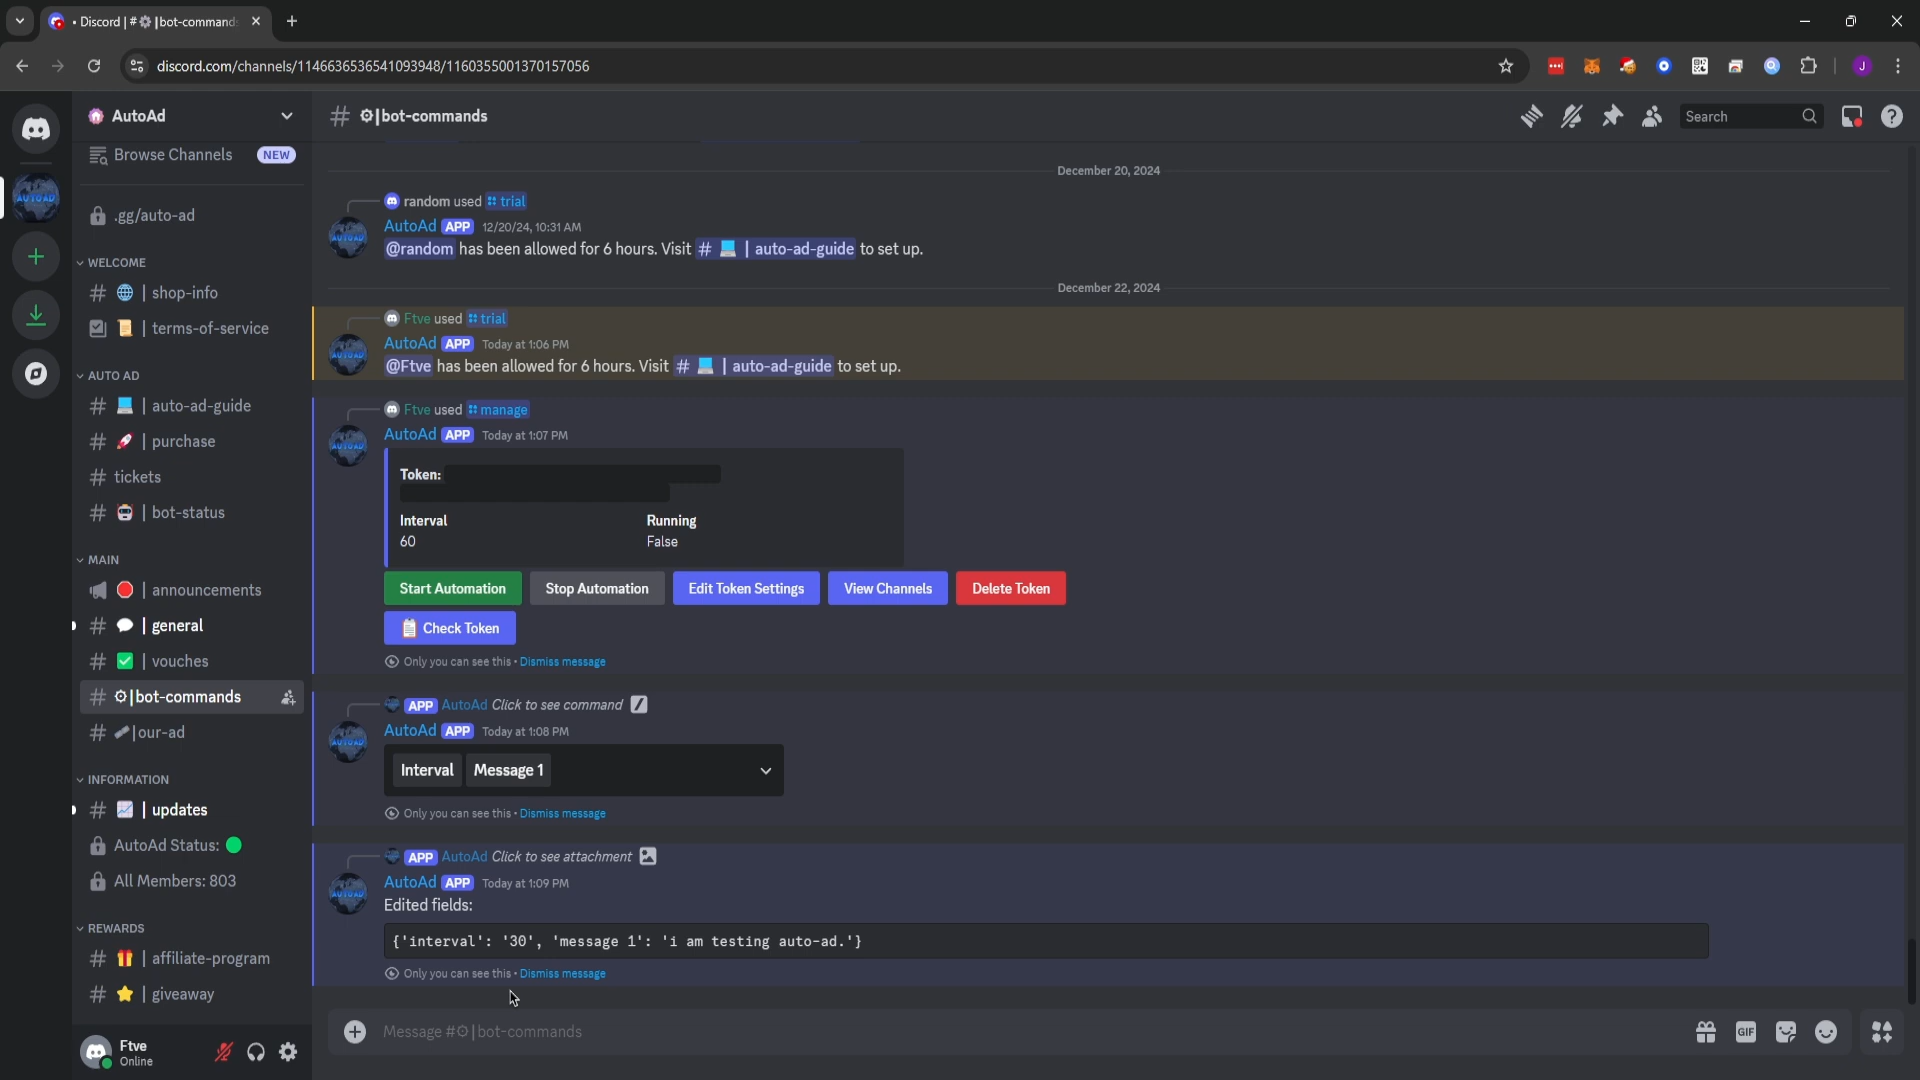 • Discord | # ⚙ |bot-command
discord.com/channels/1146636536541093948/1160355001370157056
AutoAd
# ⚙|bot-commands
Search
Browse Channels NEW
.gg/auto-ad
WELCOME
# 🌐 | shop-info
📜 | terms-of-service
AUTO AD
# 💻 | auto-ad-guide
# 🚀 | purchase
# tickets
# 🤖 | bot-status
MAIN
🛑 | announcements
# 💬 | general
# ✅ | vouches
# ⚙|bot-commands
# |our-ad
INFORMATION
# 📈 | updates
AutoAd Status: 🟢
All Members: 803
REWARDS
# 🎁 | affiliate-program
# ⭐ | giveaway
Ftve
Online
December 20, 2024
random used trial
AutoAd APP 12/20/24, 10:31 AM
@random has been allowed for 6 hours. Visit # 💻 | auto-ad-guide to set up.
December 22, 2024
Ftve used trial
AutoAd APP Today at 1:06 PM
@Ftve has been allowed for 6 hours. Visit # 💻 | auto-ad-guide to set up.
Ftve used manage
AutoAd APP Today at 1:07 PM
Token:
Interval Running
60 False
Start Automation Stop Automation Edit Token Settings View Channels Delete Token
📋 Check Token
Only you can see this • Dismiss message
APP AutoAd Click to see command
AutoAd APP Today at 1:08 PM
Interval Message 1
Only you can see this • Dismiss message
APP AutoAd Click to see attachment
AutoAd APP Today at 1:09 PM
Edited fields:
{'interval': '30', 'message 1': 'i am testing auto-ad.'}
Only you can see this • Dismiss message
Message #⚙|bot-commands
GIF
AUTOAD
J